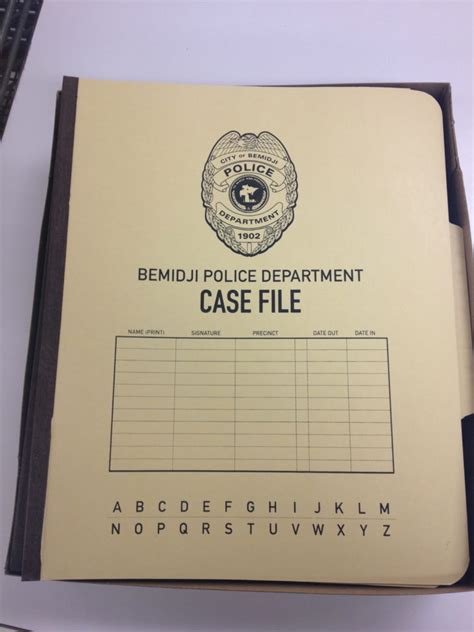 CITY OF BEMIDJI
POLICE
DEPARTMENT
1902
BEMIDJI POLICE DEPARTMENT
CASE FILE
NAME (PRINT) SIGNATURE PRECINCT DATE OUT DATE IN
A B C D E F G H I J K L M
N O P Q R S T U V W X Y Z